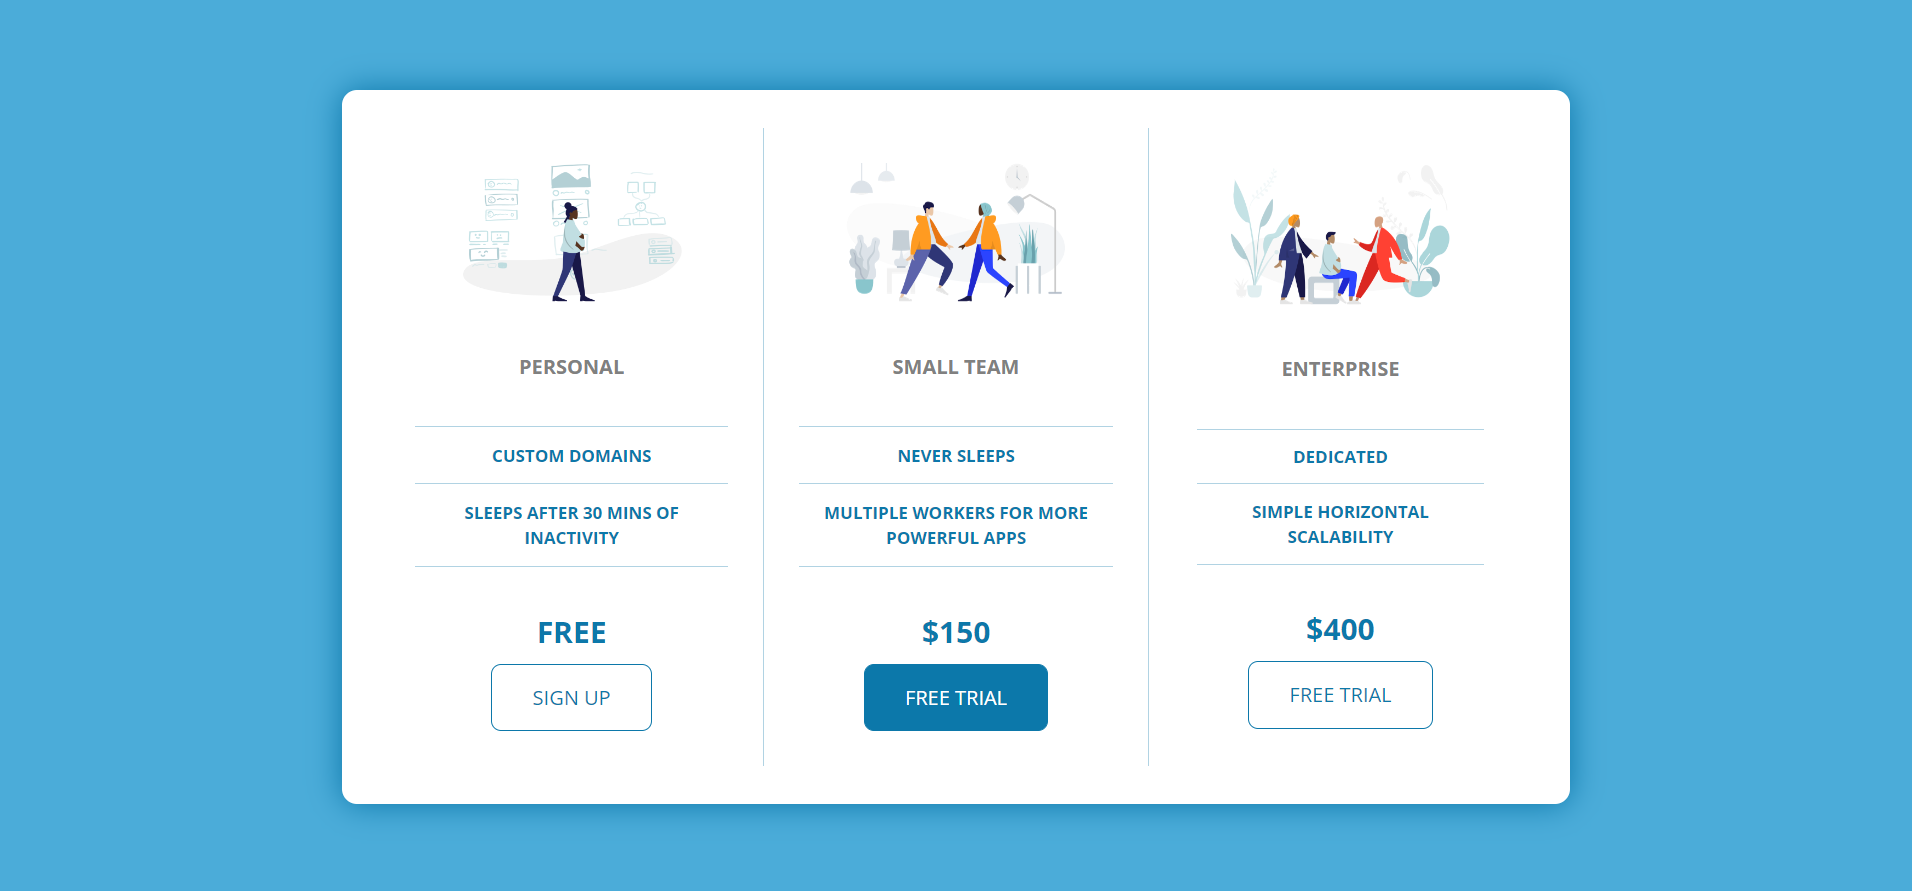 PERSONAL
CUSTOM DOMAINS
SLEEPS AFTER 30 MINS OF
INACTIVITY
FREE
SIGN UP
SMALL TEAM
NEVER SLEEPS
MULTIPLE WORKERS FOR MORE
POWERFUL APPS
$150
FREE TRIAL
ENTERPRISE
DEDICATED
SIMPLE HORIZONTAL
SCALABILITY
$400
FREE TRIAL